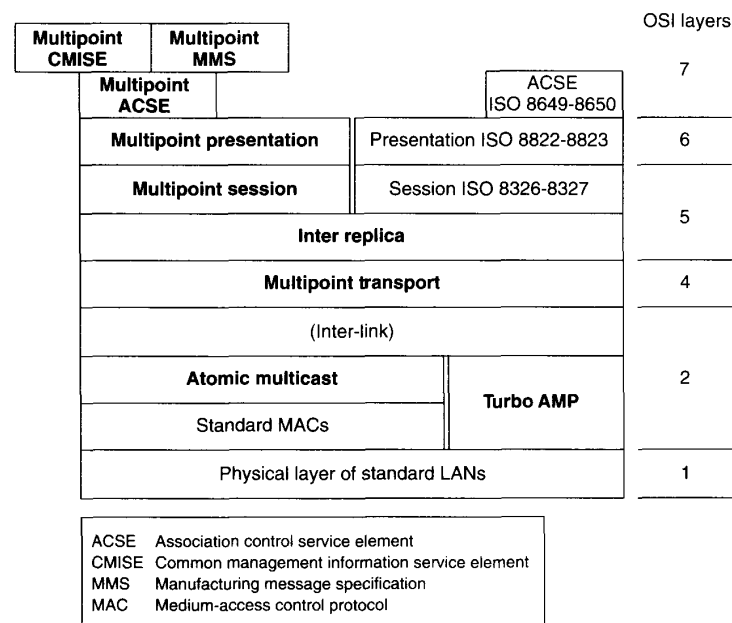 OSI layers
Multipoint CMISE
Multipoint MMS
7
Multipoint ACSE
ACSE
ISO 8649-8650
Multipoint presentation
Presentation ISO 8822-8823
6
Multipoint session
Session ISO 8326-8327
5
Inter replica
Multipoint transport
4
(Inter-link)
Atomic multicast
Turbo AMP
2
Standard MACs
Physical layer of standard LANs
1
ACSE Association control service element
CMISE Common management information service element
MMS Manufacturing message specification
MAC Medium-access control protocol